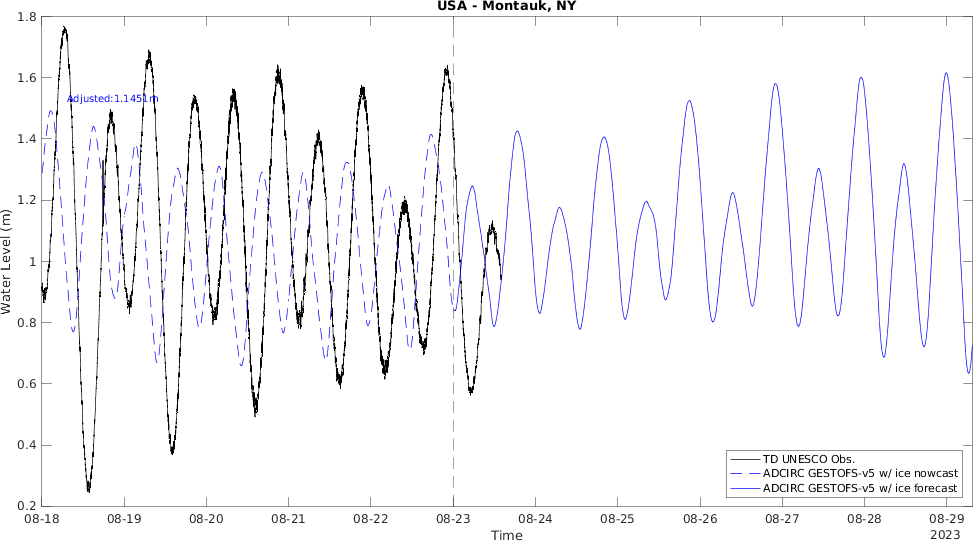 USA - Montauk, NY
1.8
1.6
1.4
1.2
1
0.8
0.6
0.4
0.2
Water Level (m)
Adjusted:1.1451m
TD UNESCO Obs.
ADCIRC GESTOFS-v5 w/ ice nowcast
ADCIRC GESTOFS-v5 w/ ice forecast
08-18 08-19 08-20 08-21 08-22 08-23 08-24 08-25 08-26 08-27 08-28 08-29
Time
2023